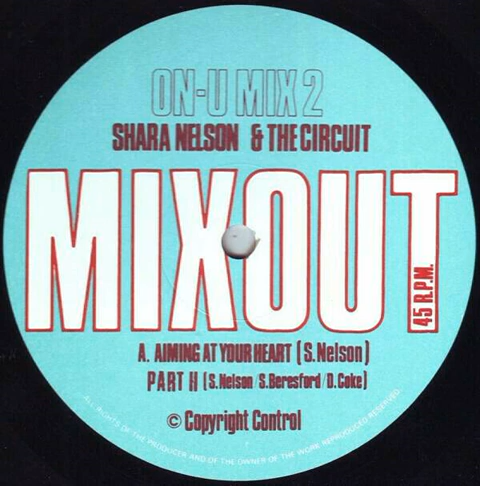 ON-U MIX 2
SHARA NELSON & THE CIRCUIT
MIXOUT
45 R.P.M.
A. AIMING AT YOUR HEART (S.Nelson)
PART II (S.Nelson/S.Beresford/D.Coke)
© Copyright Control
ALL RIGHTS OF THE PRODUCER AND OF THE OWNER OF THE WORK REPRODUCED RESERVED